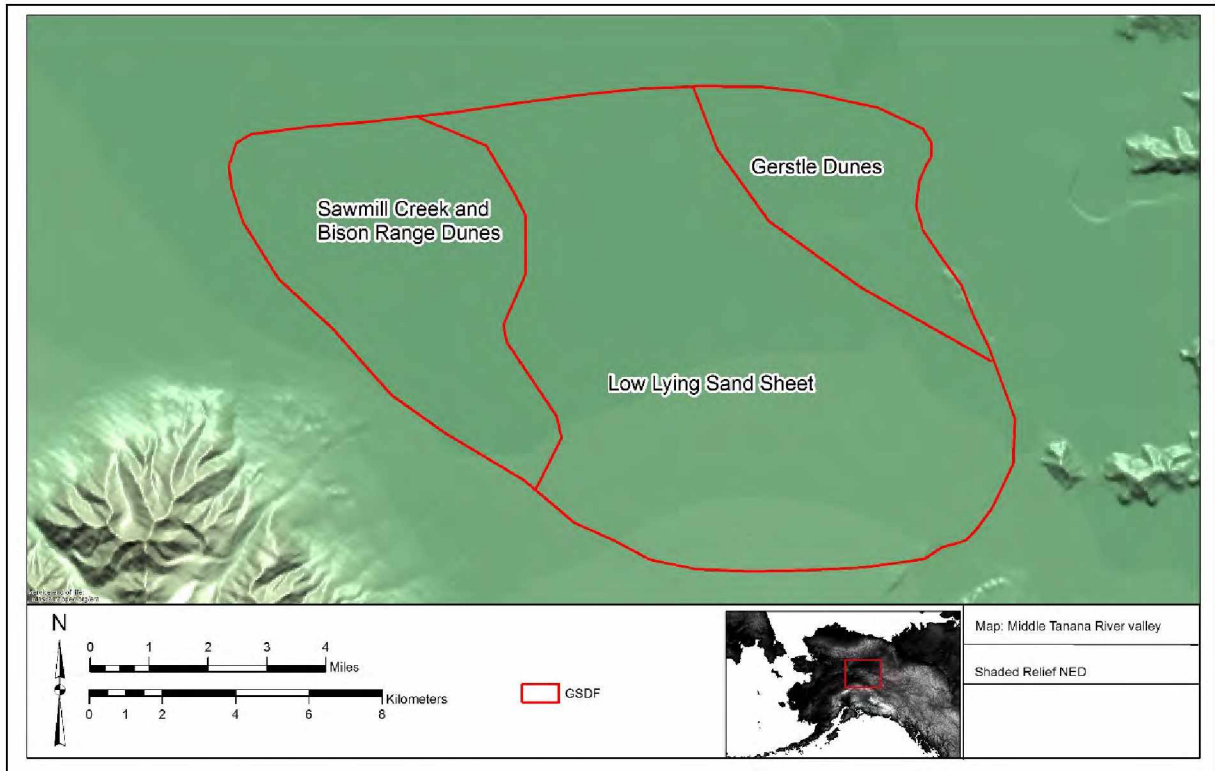 Gerstle Dunes
Sawmill Creek and
Bison Range Dunes
Low Lying Sand Sheet
N
0 1 2 3 4
Miles
Kilometers
0 1 2 4 6 8
GSDF
Map: Middle Tanana River valley
Shaded Relief NED